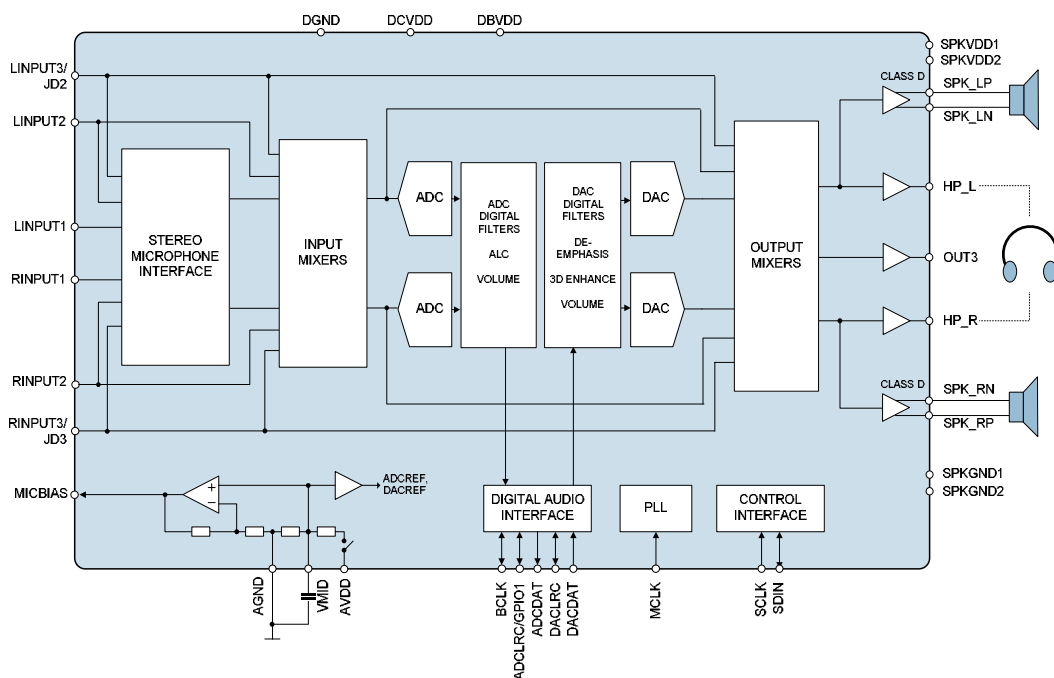 DGND
DCVDD
DBVDD
SPKVDD1
SPKVDD2
LINPUT3/
JD2
CLASS D
SPK_LP
SPK_LN
LINPUT2
LINPUT1
RINPUT1
RINPUT2
RINPUT3/
JD3
STEREO
MICROPHONE
INTERFACE
INPUT
MIXERS
ADC
ADC
ADC
DIGITAL
FILTERS
ALC
VOLUME
DAC
DIGITAL
FILTERS
DE-
EMPHASIS
3D ENHANCE
VOLUME
DAC
DAC
OUTPUT
MIXERS
HP_L
OUT3
HP_R
CLASS D
SPK_RN
SPK_RP
SPKGND1
SPKGND2
MICBIAS
+
−
ADCREF,
DACREF
DIGITAL AUDIO
INTERFACE
PLL
CONTROL
INTERFACE
AGND
VMID
AVDD
BCLK
ADCLRC/GPIO1
ADCDAT
DACLRC
DACDAT
MCLK
SCLK
SDIN